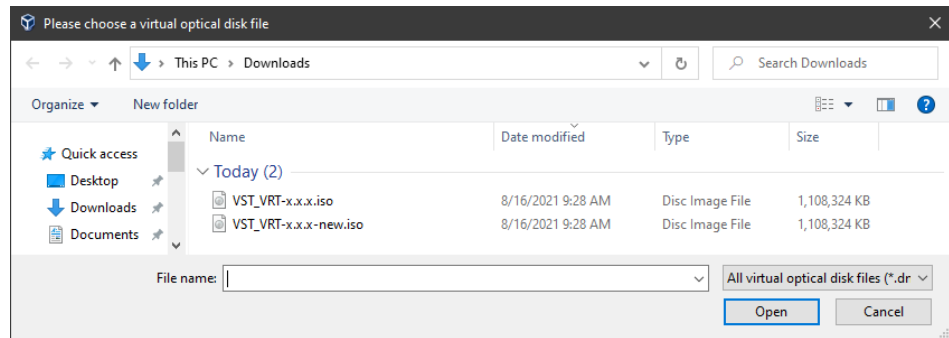 Please choose a virtual optical disk file
This PC > Downloads
Search Downloads
Organize
New folder
Name Date modified Type Size
Quick access
Desktop
Downloads
Documents
Today (2)
VST_VRT-x.x.x.iso 8/16/2021 9:28 AM Disc Image File 1,108,324 KB
VST_VRT-x.x.x-new.iso 8/16/2021 9:28 AM Disc Image File 1,108,324 KB
File name:
All virtual optical disk files (*.dr
Open
Cancel